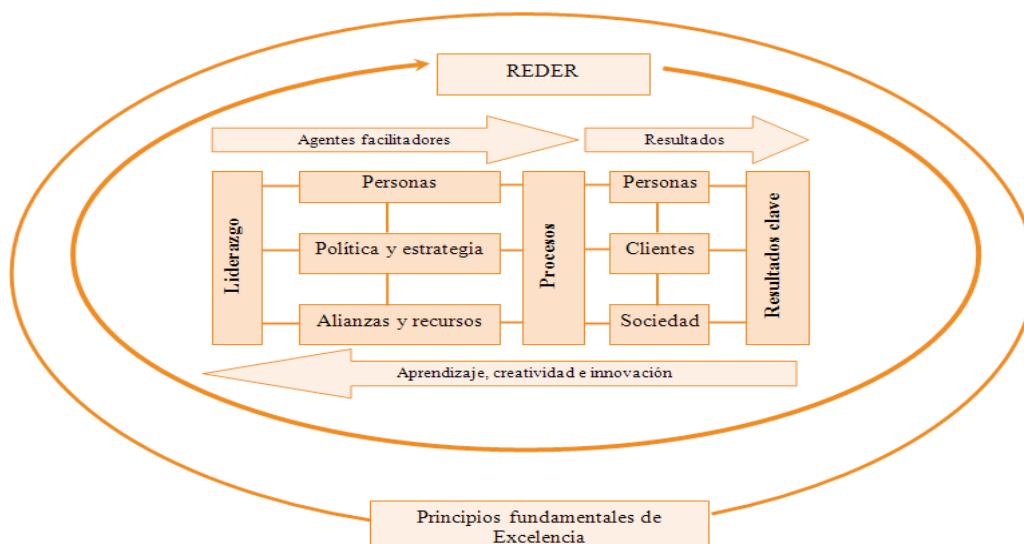 REDER
Agentes facilitadores
Resultados
Liderazgo
Personas
Política y estrategia
Alianzas y recursos
Procesos
Personas
Clientes
Sociedad
Resultados clave
Aprendizaje, creatividad e innovación
Principios fundamentales de
Excelencia